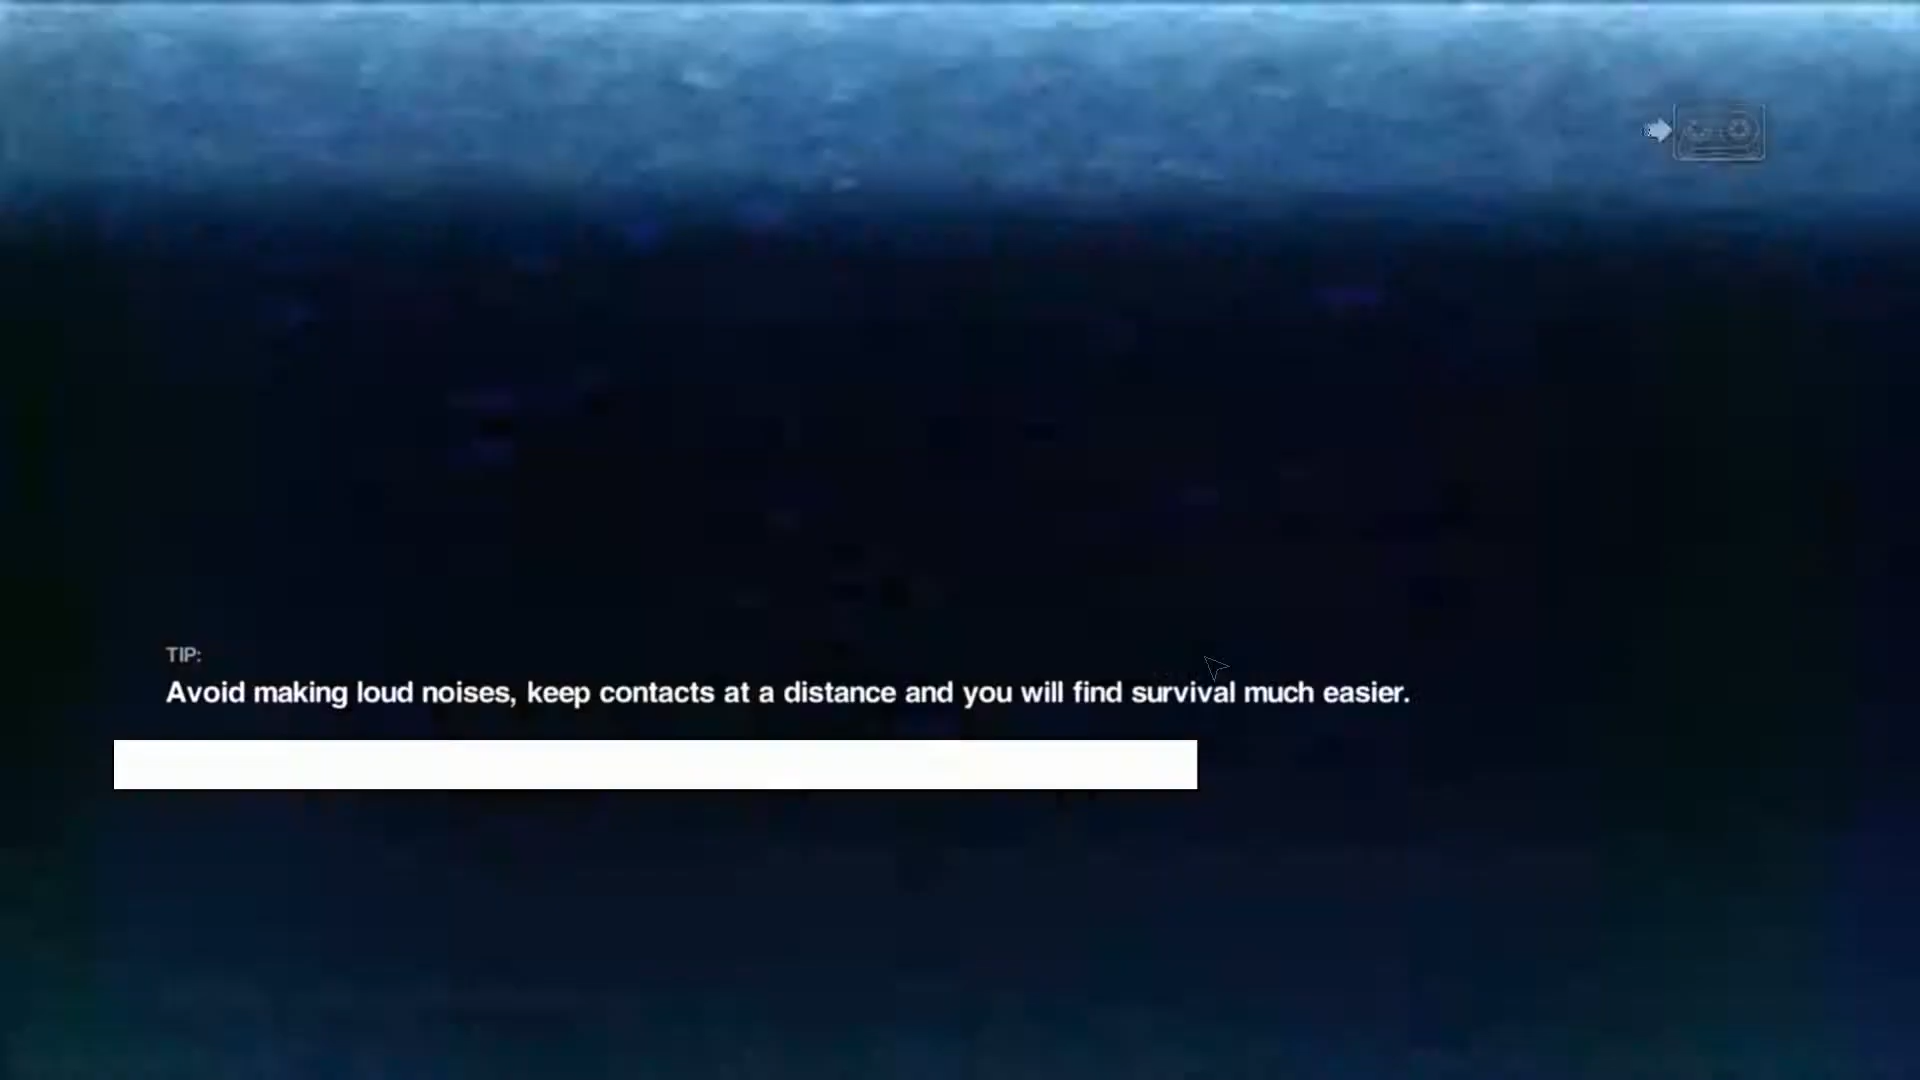 TIP:
Avoid making loud noises, keep contacts at a distance and you will find survival much easier.